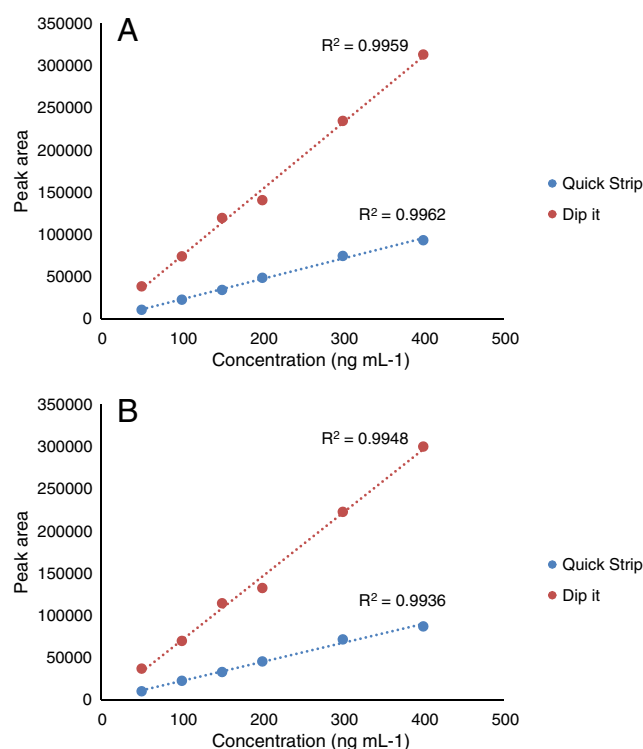 A
350000
300000
250000
200000
150000
100000
50000
0
Peak area
R² = 0.9959
R² = 0.9962
Quick Strip
Dip it
0 100 200 300 400 500
Concentration (ng mL-1)
B
350000
300000
250000
200000
150000
100000
50000
0
Peak area
R² = 0.9948
R² = 0.9936
Quick Strip
Dip it
0 100 200 300 400 500
Concentration (ng mL-1)